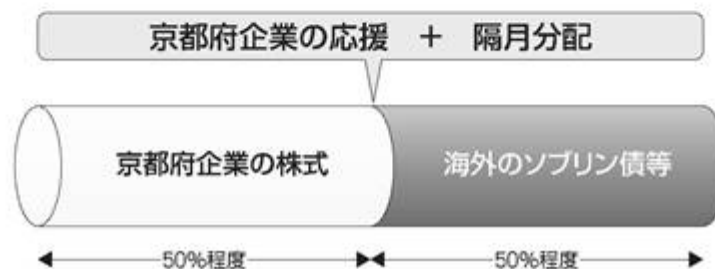 京都府企業の応援 + 隔月分配
京都府企業の株式
海外のソブリン債等
50%程度
50%程度